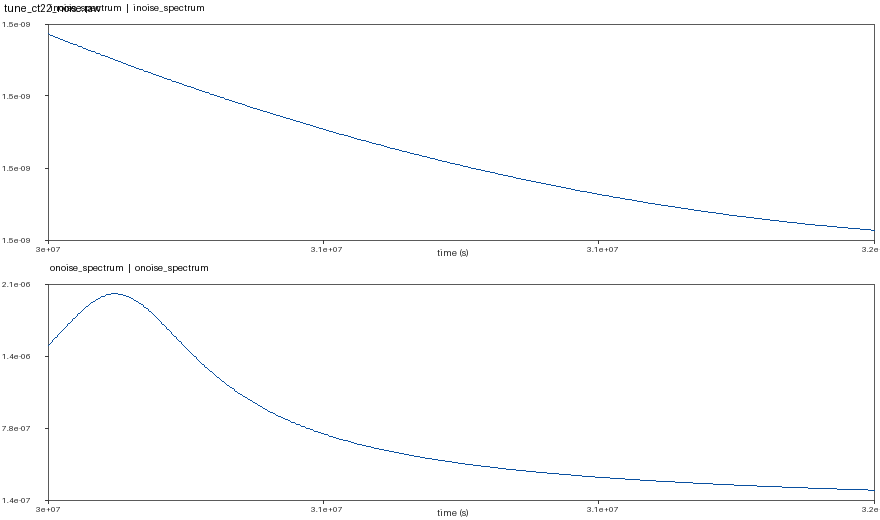 inoise_spectrum | inoise_spectrum
1.5e-09
1.5e-09
1.5e-09
1.5e-09
3e+07 3.1e+07 3.1e+07 3.2e
time (s)
onoise_spectrum | onoise_spectrum
2.1e-06
1.4e-06
7.8e-07
1.4e-07
3e+07 3.1e+07 3.1e+07 3.2e
time (s)